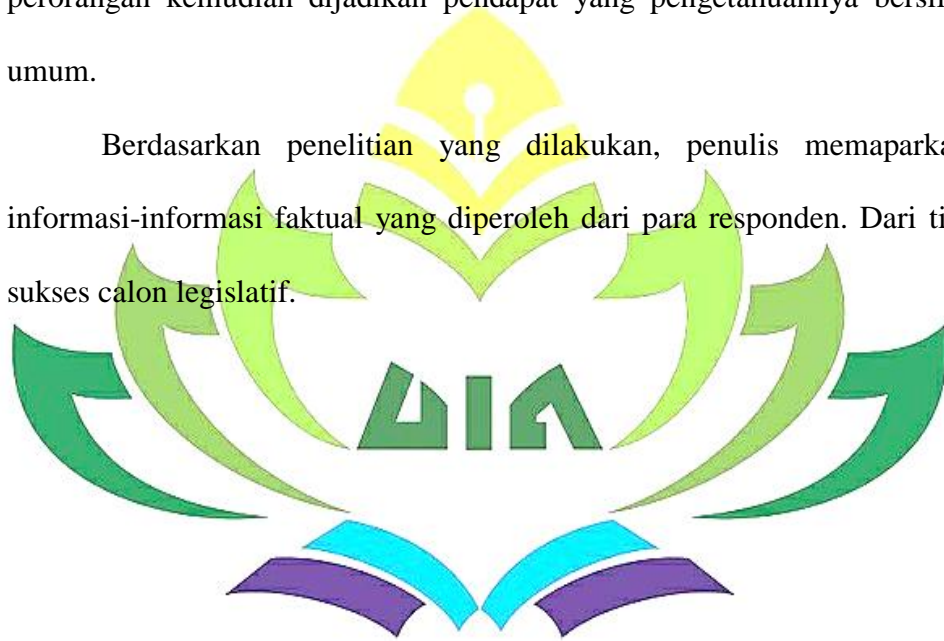 perorangan kemudian dijadikan pendapat yang pengetahuannya
umum.
Berdasarkan penelitian yang dilakukan, penulis
informasi-informasi faktual yang diperoleh dari para responden. Dari
sukses calon legislatif.
UIN